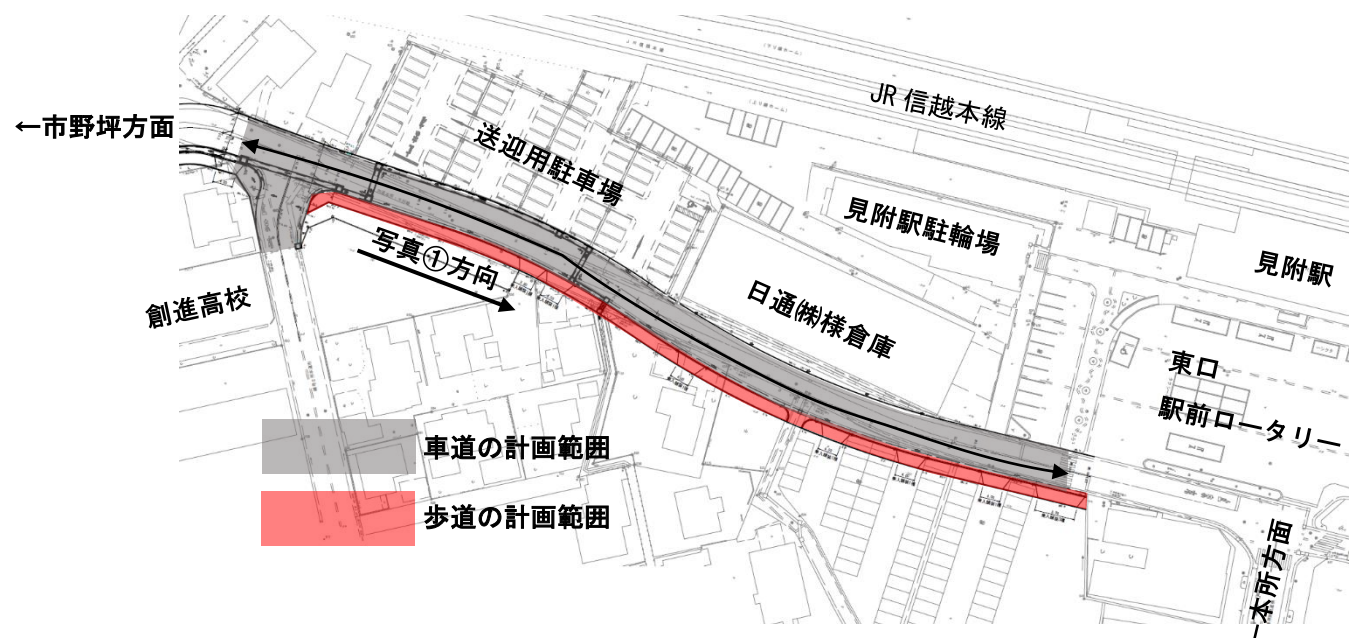 JR 信越本線
←市野坪方面
送迎用駐車場
見附駅駐輪場
見附駅
写真①方向
創進高校
日通㈱様倉庫
東口
駅前ロータリー
車道の計画範囲
歩道の計画範囲
本所方面